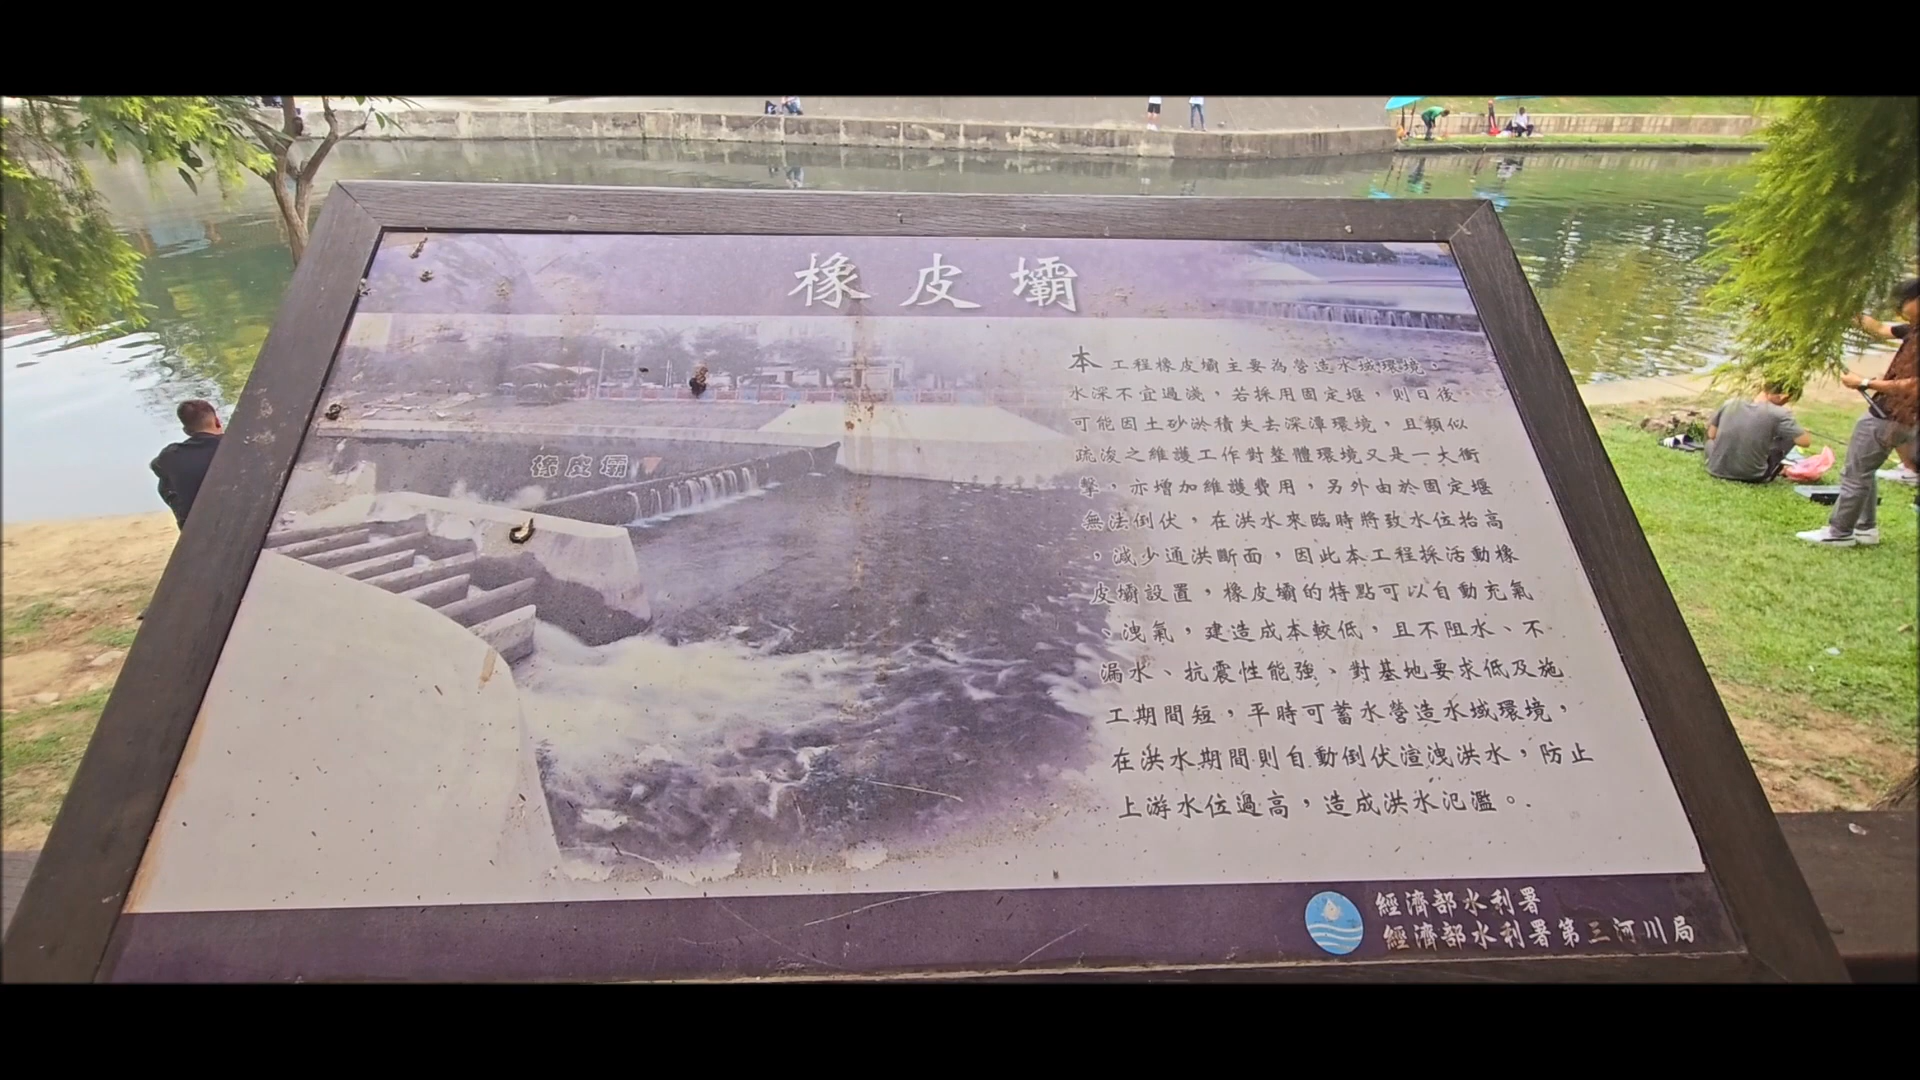 橡皮壩
本工程橡皮壩主要為營造水域環境，
水深不宜過淺，若採用固定堰，則日後
可能因土砂淤積失去深潭環境，且類似
疏浚之維護工作對整體環境又是一大衝
擊，亦增加維護費用，另外由於固定堰
無法倒伏，在洪水來臨時將致水位抬高
，減少通洪斷面，因此本工程採活動橡
皮壩設置，橡皮壩的特點可以自動充氣
、洩氣，建造成本較低，且不阻水、不
漏水、抗震性能強、對基地要求低及施
工期間短，平時可蓄水營造水域環境，
在洪水期間則自動倒伏渲洩洪水，防止
上游水位過高，造成洪水氾濫。
橡皮壩
經濟部水利署
經濟部水利署第三河川局